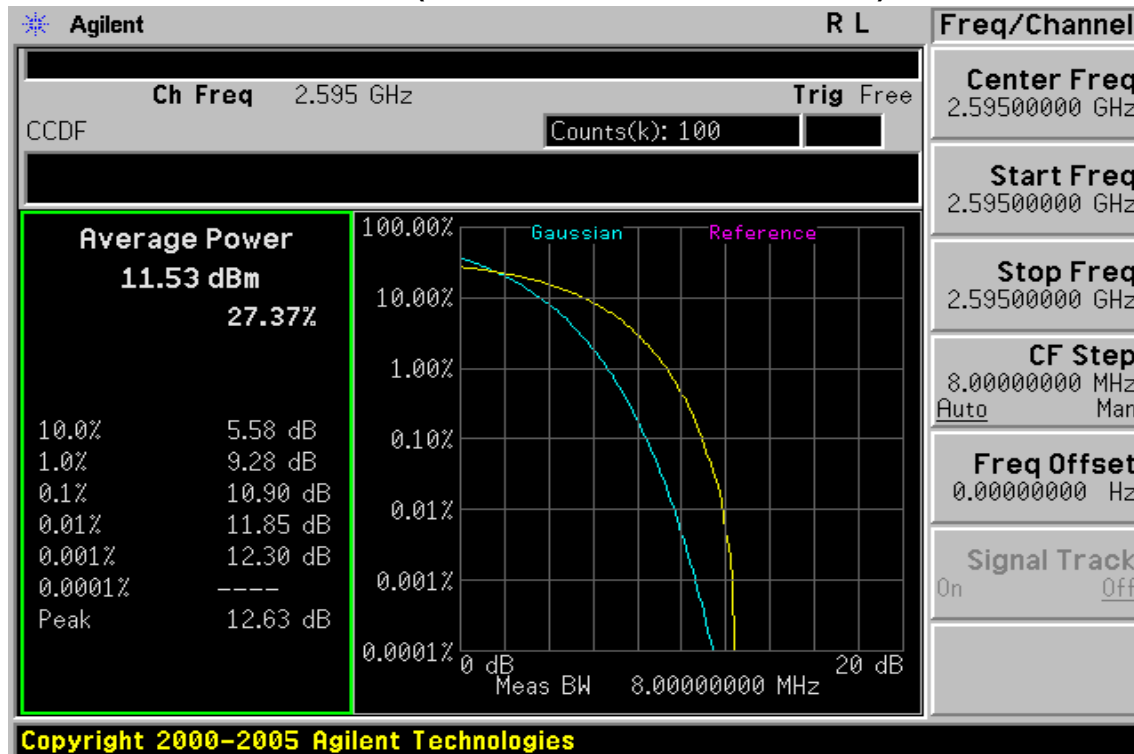 Agilent R L
Ch Freq 2.595 GHz Trig Free
CCDF Counts(k): 100
Average Power
11.53 dBm
27.37%
10.0% 5.58 dB
1.0% 9.28 dB
0.1% 10.90 dB
0.01% 11.85 dB
0.001% 12.30 dB
0.0001% ----
Peak 12.63 dB
Gaussian Reference
100.00%
10.00%
1.00%
0.10%
0.01%
0.001%
0.0001%
0 dB 20 dB
Meas BW 8.00000000 MHz
Freq/Channel
Center Freq
2.59500000 GHz
Start Freq
2.59500000 GHz
Stop Freq
2.59500000 GHz
CF Step
8.00000000 MHz
Auto Man
Freq Offset
0.00000000 Hz
Signal Track
On Off
Copyright 2000-2005 Agilent Technologies